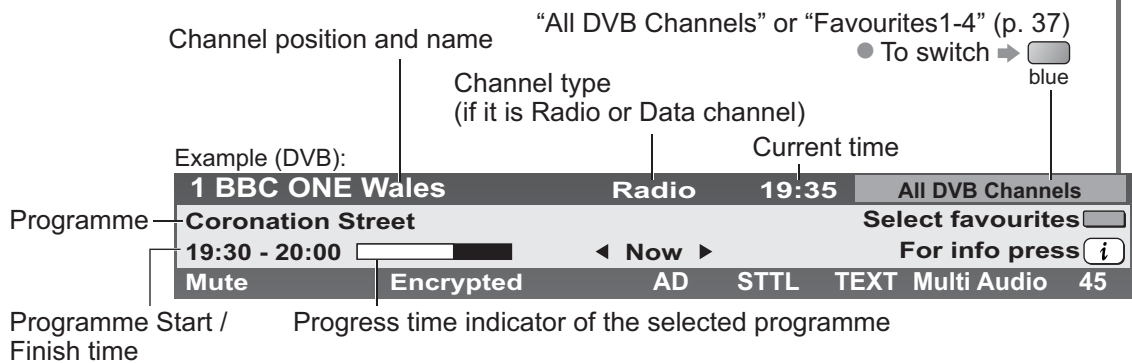 “All DVB Channels” or “Favourites1-4” (p. 37)
Channel position and name
● To switch ➡
blue
Channel type
(if it is Radio or Data channel)
Current time
Example (DVB):
1 BBC ONE Wales Radio 19:35 All DVB Channels
Programme Coronation Street Select favourites
19:30 - 20:00 ◀ Now ▶ For info press i
Mute Encrypted AD STTL TEXT Multi Audio 45
Programme Start / Progress time indicator of the selected programme
Finish time